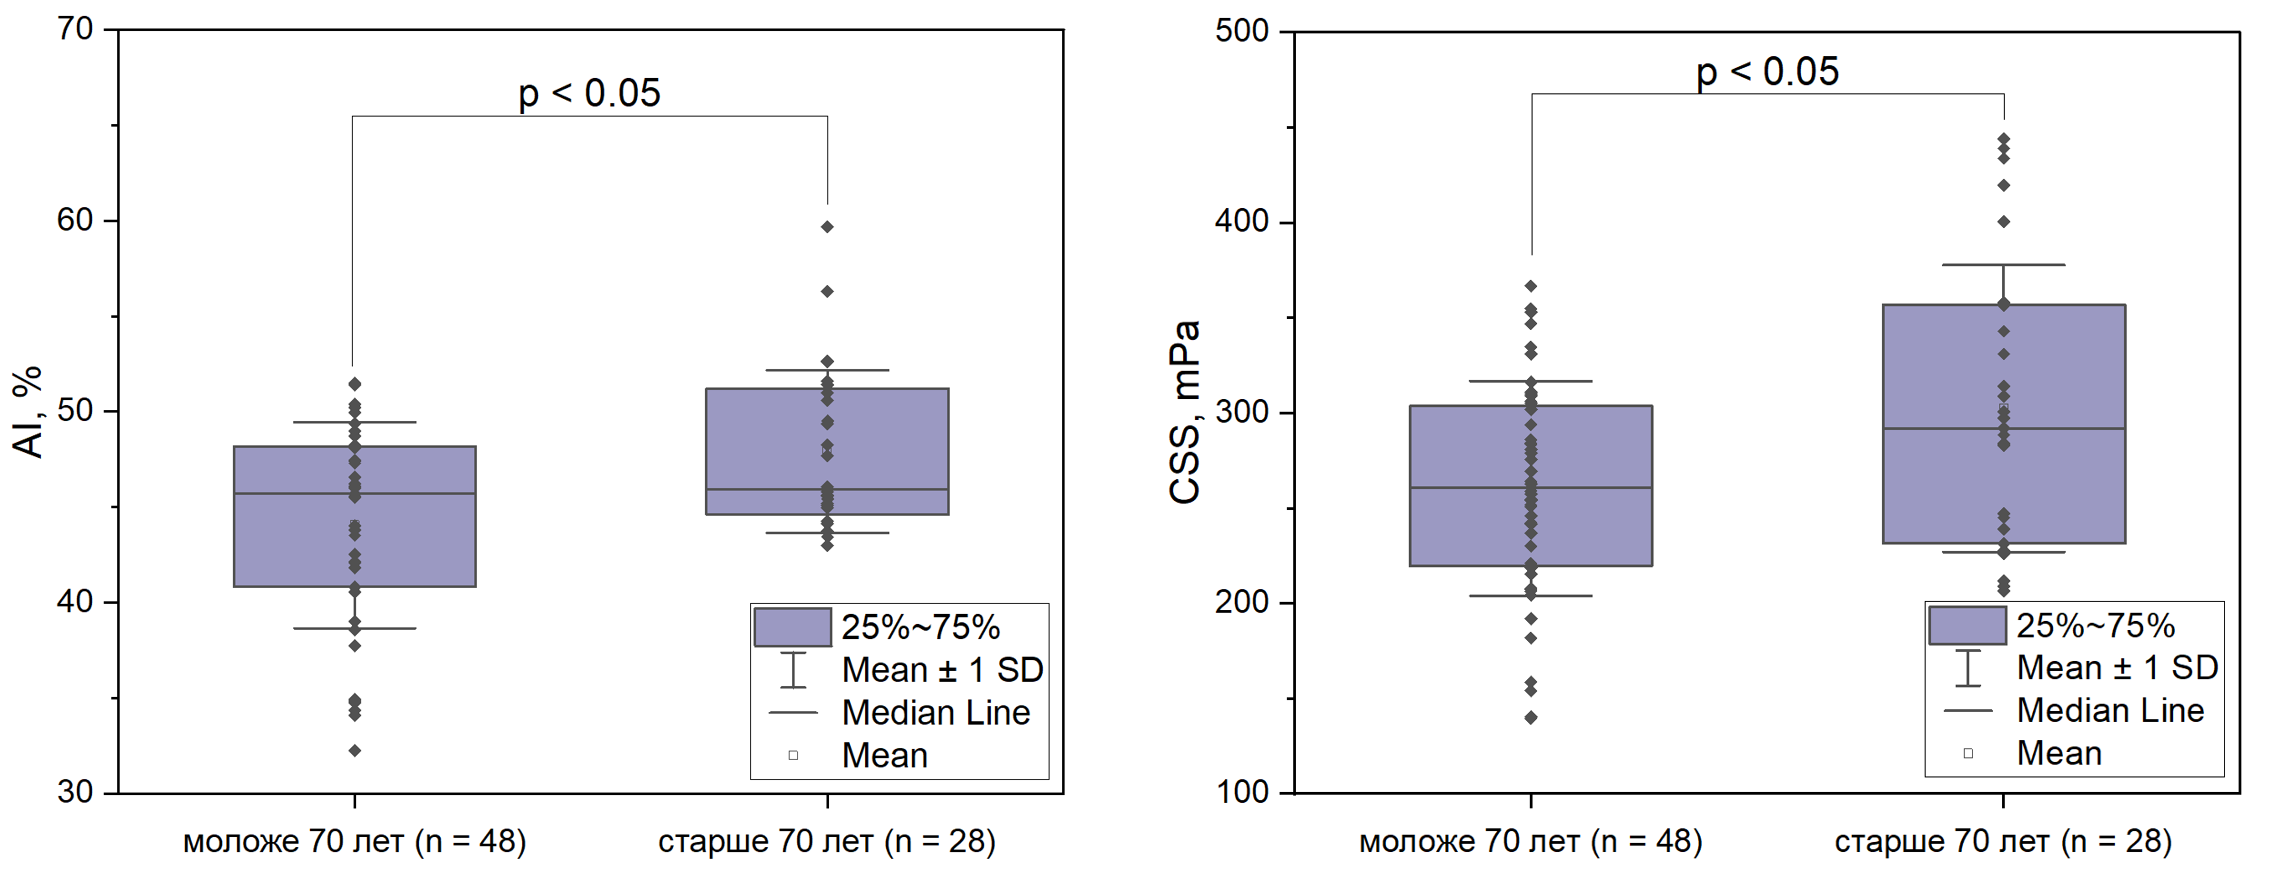 70
60
50
40
30
AI, %
p < 0.05
25%~75%
Mean ± 1 SD
Median Line
Mean
моложе 70 лет (n = 48)
старше 70 лет (n = 28)
500
400
300
200
100
CSS, mPa
p < 0.05
25%~75%
Mean ± 1 SD
Median Line
Mean
моложе 70 лет (n = 48)
старше 70 лет (n = 28)